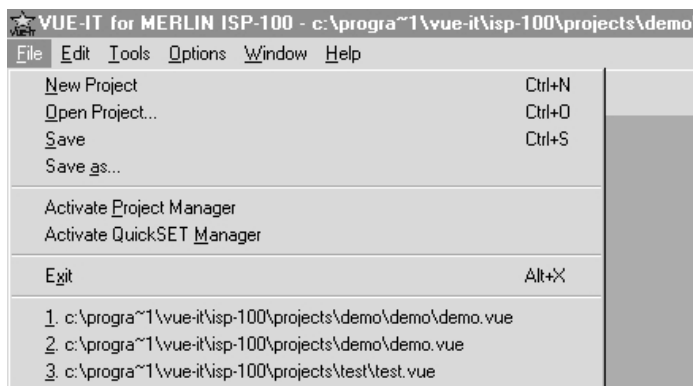 VUE-IT for MERLIN ISP-100 - c:\progra~1\vue-it\isp-100\projects\demo
File Edit Tools Options Window Help
New Project Ctrl+N
Open Project... Ctrl+O
Save Ctrl+S
Save as...
Activate Project Manager
Activate QuickSET Manager
Exit Alt+X
1. c:\progra~1\vue-it\isp-100\projects\demo\demo\demo.vue
2. c:\progra~1\vue-it\isp-100\projects\demo\demo.vue
3. c:\progra~1\vue-it\isp-100\projects\test\test.vue